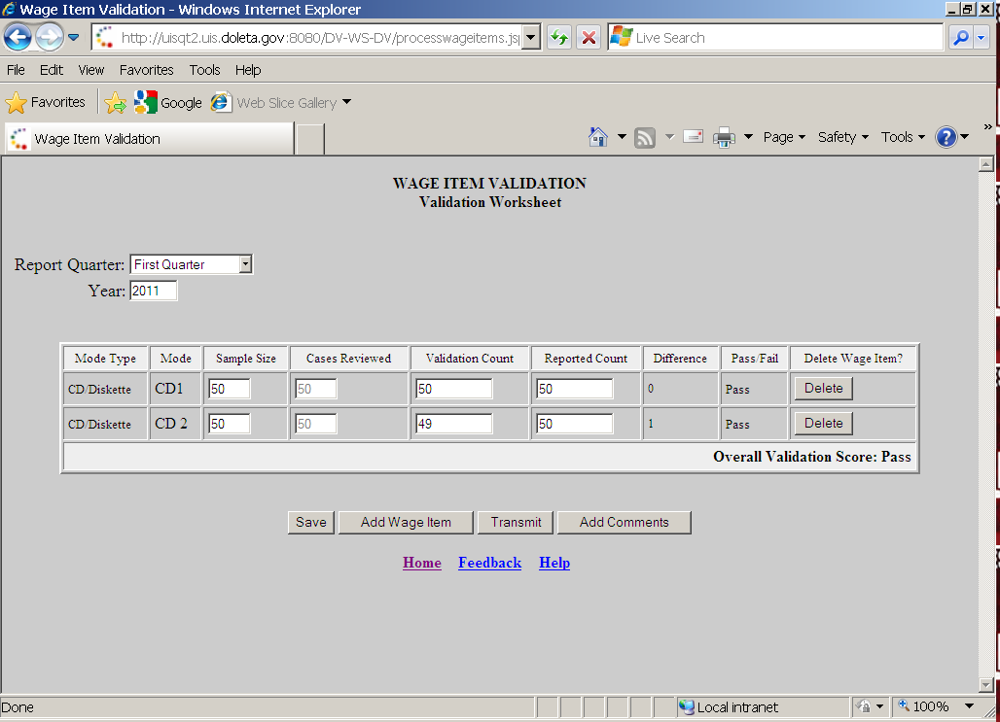 Wage Item Validation - Windows Internet Explorer
http://uisqt2.uis.doleta.gov:8080/DV-WS-DV/processwageitems.jsp Live Search
File Edit View Favorites Tools Help
Favorites Google Web Slice Gallery
Wage Item Validation Page Safety Tools
WAGE ITEM VALIDATION
Validation Worksheet
Report Quarter: First Quarter
Year: 2011
Mode Type Mode Sample Size Cases Reviewed Validation Count Reported Count Difference Pass/Fail Delete Wage Item?
CD/Diskette CD1 50 50 50 50 0 Pass Delete
CD/Diskette CD 2 50 50 49 50 1 Pass Delete
Overall Validation Score: Pass
Save Add Wage Item Transmit Add Comments
Home Feedback Help
Done Local intranet 100%